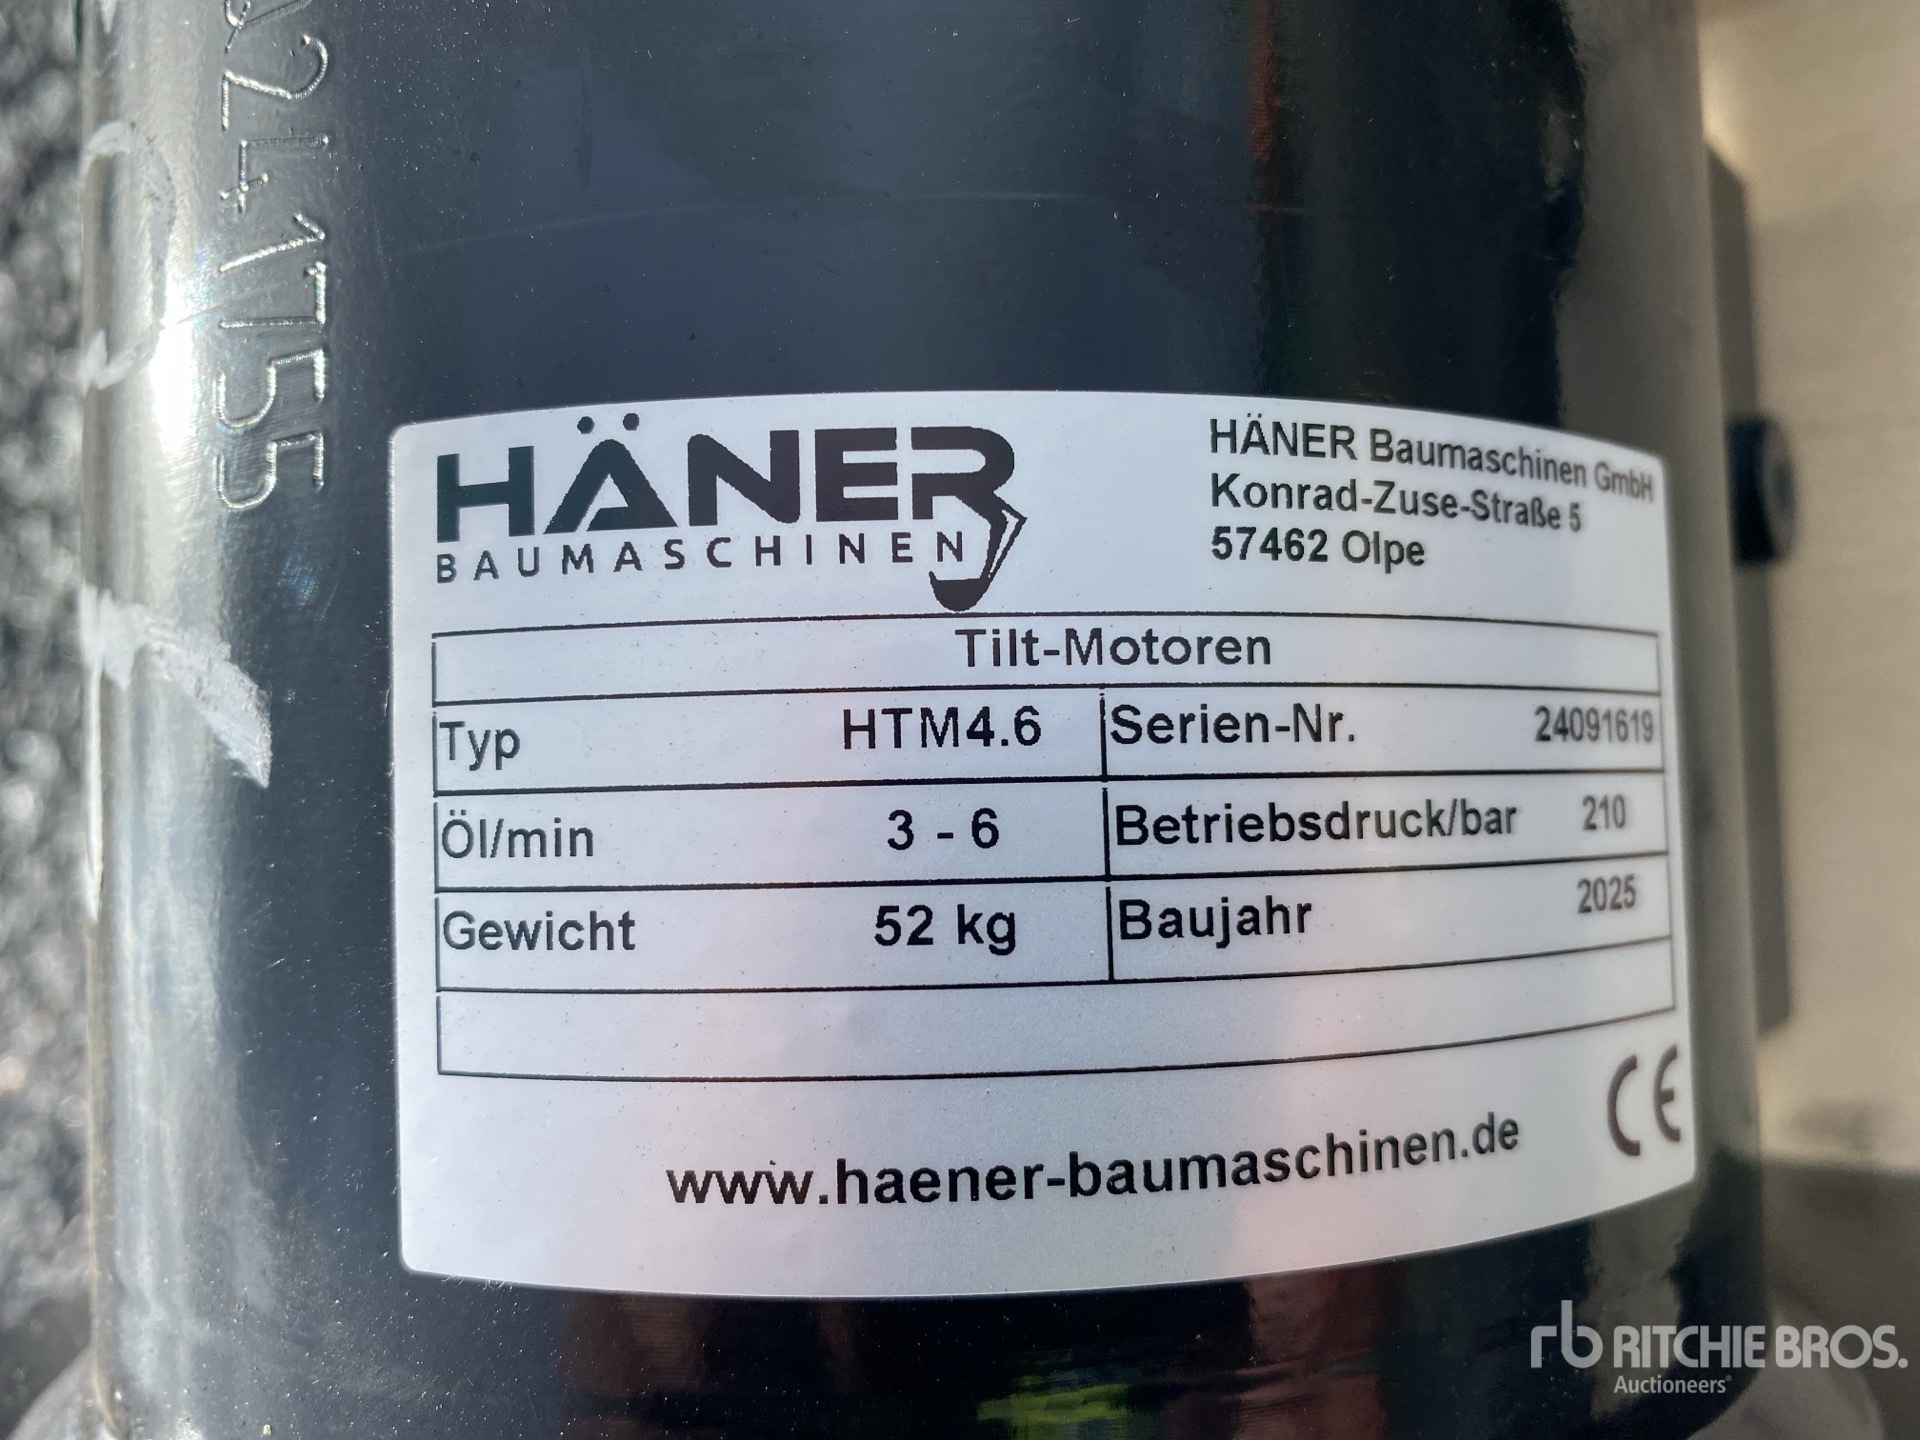 241755
HÄNER
BAUMASCHINEN
HÄNER Baumaschinen GmbH
Konrad-Zuse-Straße 5
57462 Olpe
Tilt-Motoren
Typ HTM4.6 Serien-Nr. 24091619
Öl/min 3 - 6 Betriebsdruck/bar 210
Gewicht 52 kg Baujahr 2025
CE
www.haener-baumaschinen.de
rb RITCHIE BROS.
Auctioneers